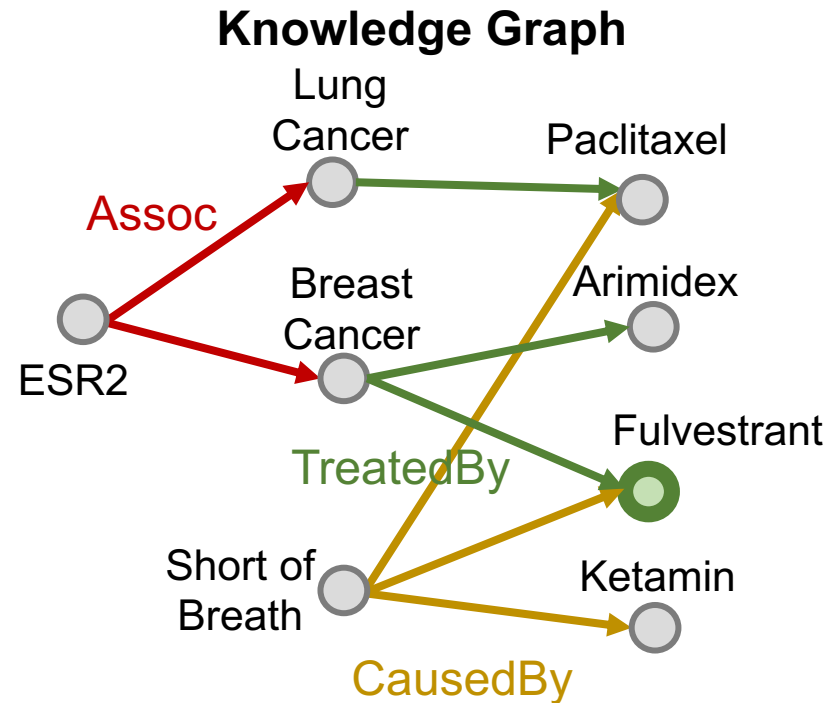 Knowledge Graph
Lung
Cancer
Paclitaxel
Assoc
Breast
Cancer
Arimidex
ESR2
Fulvestrant
TreatedBy
Short of
Breath
Ketamin
CausedBy